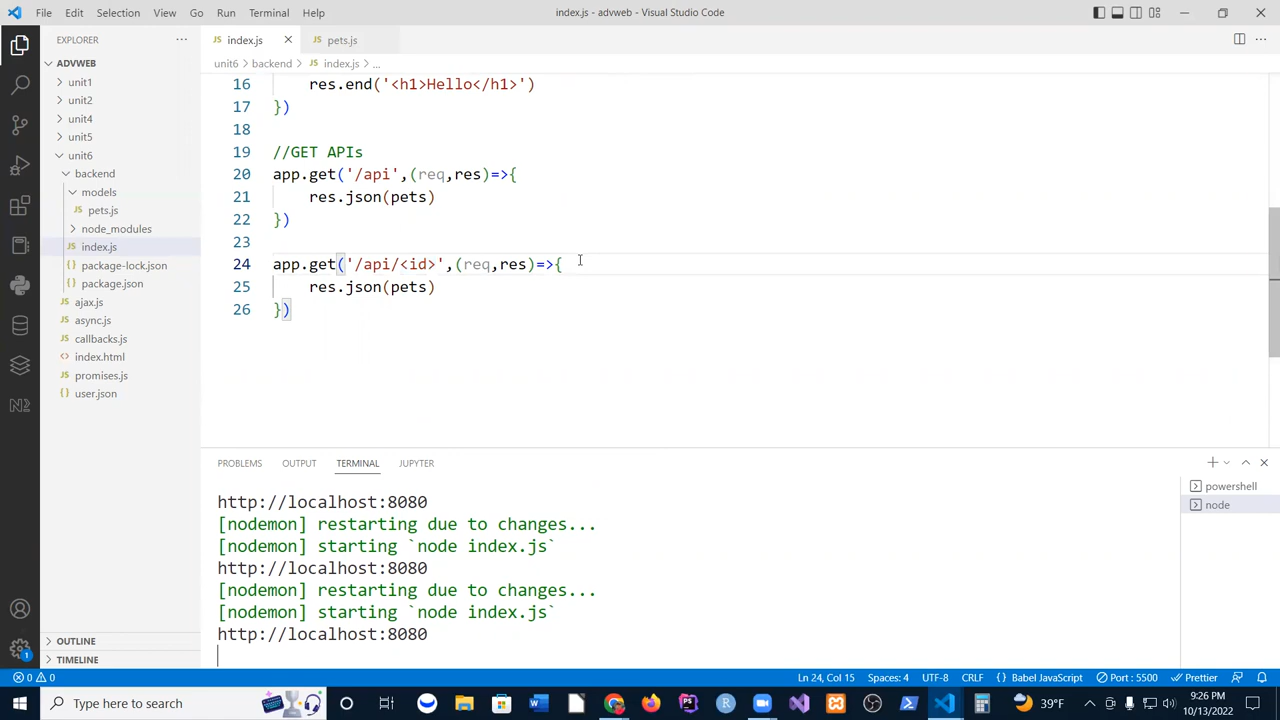 File Edit Selection View Go Run Terminal Help index.js - advweb - Visual Studio Code
EXPLORER
index.js
pets.js
unit6 backend index.js ...
ADVWEB
unit1
unit2
unit4
unit5
unit6
backend
models
pets.js
node_modules
index.js
package-lock.json
package.json
ajax.js
async.js
callbacks.js
index.html
promises.js
user.json
OUTLINE
TIMELINE
16 res.end('<h1>Hello</h1>')
17 })
18
19 //GET APIs
20 app.get('/api',(req,res)=>{
21 res.json(pets)
22 })
23
24 app.get('/api/<id>',(req,res)=>{
25 res.json(pets)
26 })
PROBLEMS OUTPUT TERMINAL JUPYTER
http://localhost:8080
[nodemon] restarting due to changes...
[nodemon] starting `node index.js`
http://localhost:8080
[nodemon] restarting due to changes...
[nodemon] starting `node index.js`
http://localhost:8080
powershell
node
0 0 Ln 24, Col 15 Spaces: 4 UTF-8 CRLF {} Babel JavaScript Port : 5500 Prettier
Type here to search
39°F
9:26 PM
10/13/2022